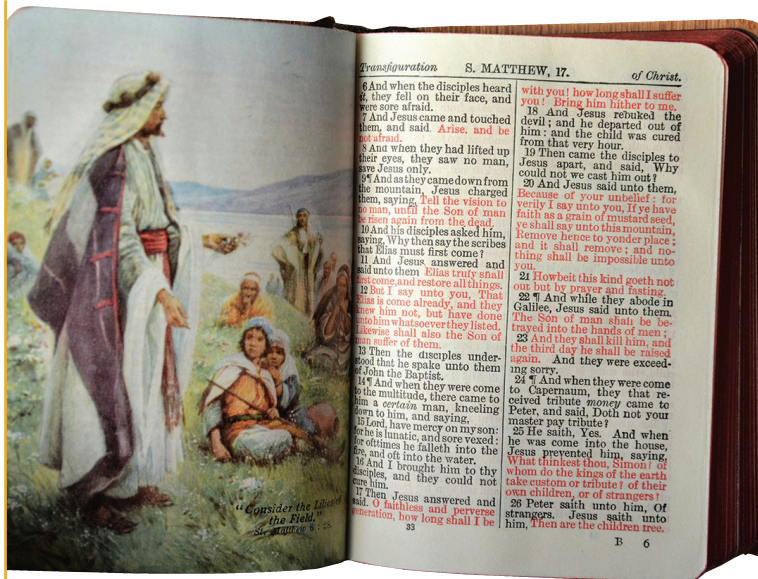 "Consider the Lilies of
the Field."
St. Matthew 6 : 28.
Transfiguration S. MATTHEW, 17. of Christ.
6 And when the disciples heard
it, they fell on their face, and
were sore afraid.
7 And Jesus came and touched
them, and said, Arise, and be
not afraid.
8 And when they had lifted up
their eyes, they saw no man,
save Jesus only.
9 ¶ And as they came down from
the mountain, Jesus charged
them, saying, Tell the vision to
no man, until the Son of man
be risen again from the dead.
10 And his disciples asked him,
saying, Why then say the scribes
that Elias must first come?
11 And Jesus answered and
said unto them Elias truly shall
first come, and restore all things.
12 But I say unto you, That
Elias is come already, and they
knew him not, but have done
unto him whatsoever they listed.
Likewise shall also the Son of
man suffer of them.
13 Then the disciples under-
stood that he spake unto them
of John the Baptist.
14 ¶ And when they were come
to the multitude, there came to
him a certain man, kneeling
down to him, and saying,
15 Lord, have mercy on my son:
for he is lunatic, and sore vexed:
for ofttimes he falleth into the
fire, and oft into the water.
16 And I brought him to thy
disciples, and they could not
cure him.
17 Then Jesus answered and
said, O faithless and perverse
generation, how long shall I be
33
with you? how long shall I suffer
you? Bring him hither to me.
18 And Jesus rebuked the
devil; and he departed out of
him: and the child was cured
from that very hour.
19 Then came the disciples to
Jesus apart, and said, Why
could not we cast him out?
20 And Jesus said unto them,
Because of your unbelief: for
verily I say unto you, If ye have
faith as a grain of mustard seed,
ye shall say unto this mountain,
Remove hence to yonder place;
and it shall remove; and no-
thing shall be impossible unto
you.
21 Howbeit this kind goeth not
out but by prayer and fasting.
22 ¶ And while they abode in
Galilee, Jesus said unto them,
The Son of man shall be be-
trayed into the hands of men;
23 And they shall kill him, and
the third day he shall be raised
again. And they were exceed-
ing sorry.
24 ¶ And when they were come
to Capernaum, they that re-
ceived tribute money came to
Peter, and said, Doth not your
master pay tribute?
25 He saith, Yes. And when
he was come into the house,
Jesus prevented him, saying,
What thinkest thou, Simon? of
whom do the kings of the earth
take custom or tribute? of their
own children, or of strangers?
26 Peter saith unto him, Of
strangers. Jesus saith unto
him, Then are the children free.
B 6